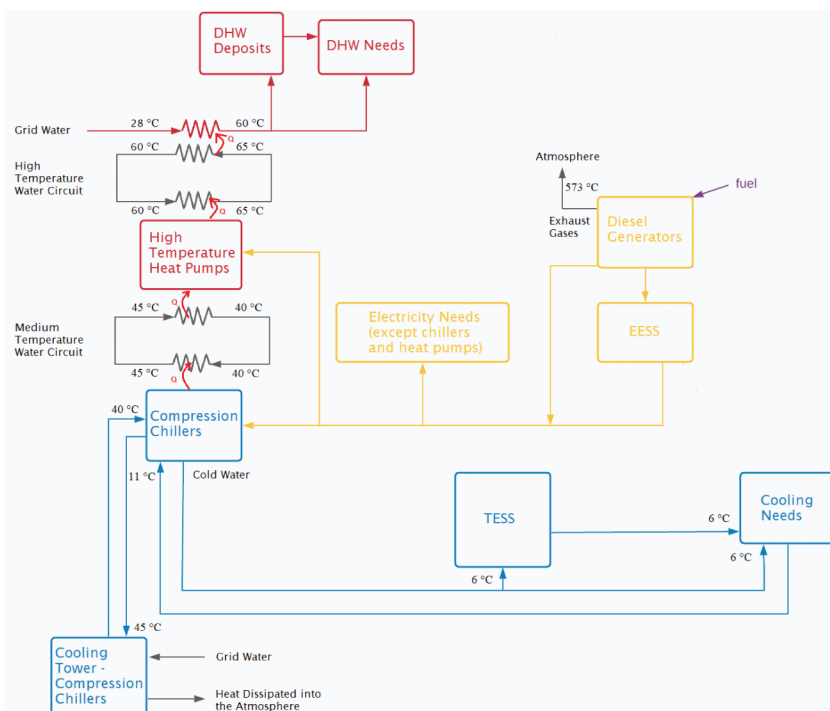 DHW
Deposits
DHW Needs
Grid Water
28 °C
60 °C
Q
60 °C
65 °C
High
Temperature
Water Circuit
60 °C
65 °C
Q
High
Temperature
Heat Pumps
Atmosphere
573 °C
Exhaust
Gases
fuel
Diesel
Generators
EESS
Electricity Needs
(except chillers
and heat pumps)
Q
45 °C
40 °C
Medium
Temperature
Water Circuit
45 °C
40 °C
Q
40 °C
Compression
Chillers
11 °C
Cold Water
TESS
6 °C
6 °C
6 °C
Cooling
Needs
45 °C
Cooling
Tower -
Compression
Chillers
Grid Water
Heat Dissipated into
the Atmosphere